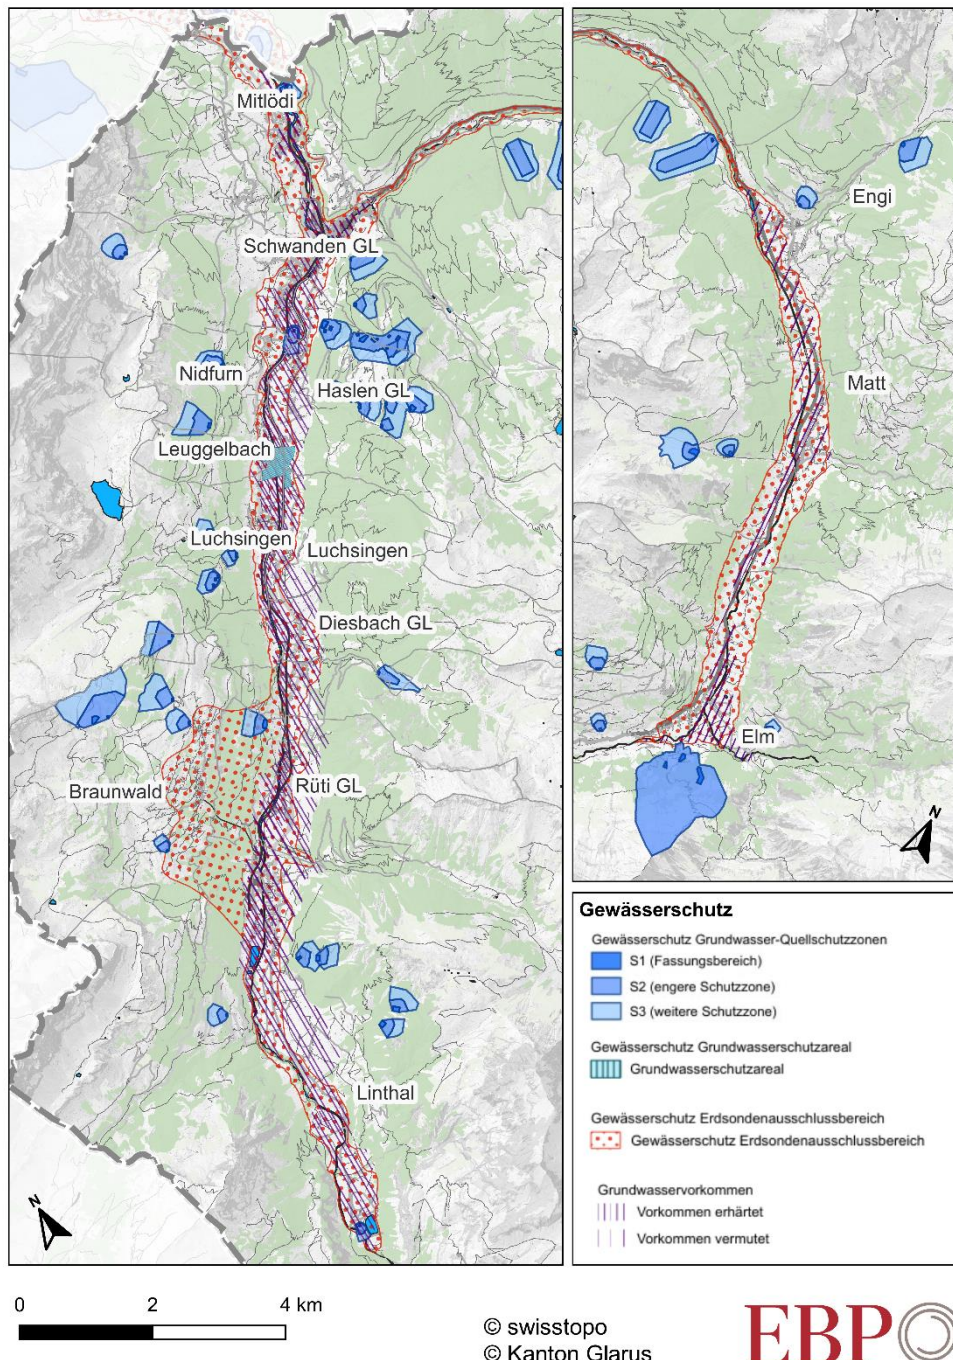 Mitlödi
Schwanden GL
Nidfurn
Haslen GL
Leuggelbach
Luchsingen
Luchsingen
Diesbach GL
Braunwald
Rüti GL
Linthal
N
Engi
Matt
Elm
N
Gewässerschutz
Gewässerschutz Grundwasser-Quellschutzzonen
S1 (Fassungsbereich)
S2 (engere Schutzzone)
S3 (weitere Schutzzone)
Gewässerschutz Grundwasserschutzareal
Grundwasserschutzareal
Gewässerschutz Erdsondenausschlussbereich
Gewässerschutz Erdsondenausschlussbereich
Grundwasservorkommen
Vorkommen erhärtet
Vorkommen vermutet
0 2 4 km
© swisstopo
© Kanton Glarus
EBP